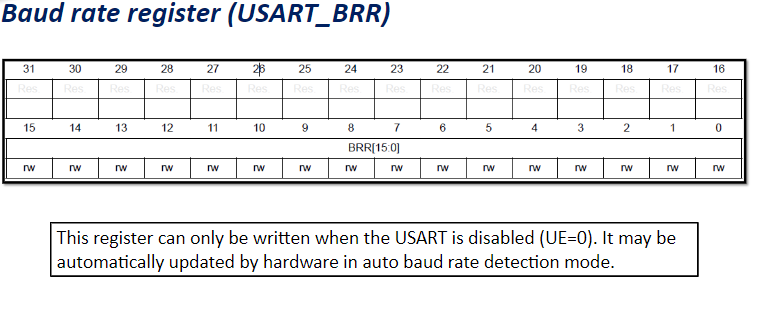 Baud rate register (USART_BRR)
31 30 29 28 27 26 25 24 23 22 21 20 19 18 17 16
Res. Res. Res. Res. Res. Res. Res. Res. Res. Res. Res. Res. Res. Res. Res. Res.
15 14 13 12 11 10 9 8 7 6 5 4 3 2 1 0
BRR[15:0]
rw rw rw rw rw rw rw rw rw rw rw rw rw rw rw rw
This register can only be written when the USART is disabled (UE=0). It may be
automatically updated by hardware in auto baud rate detection mode.